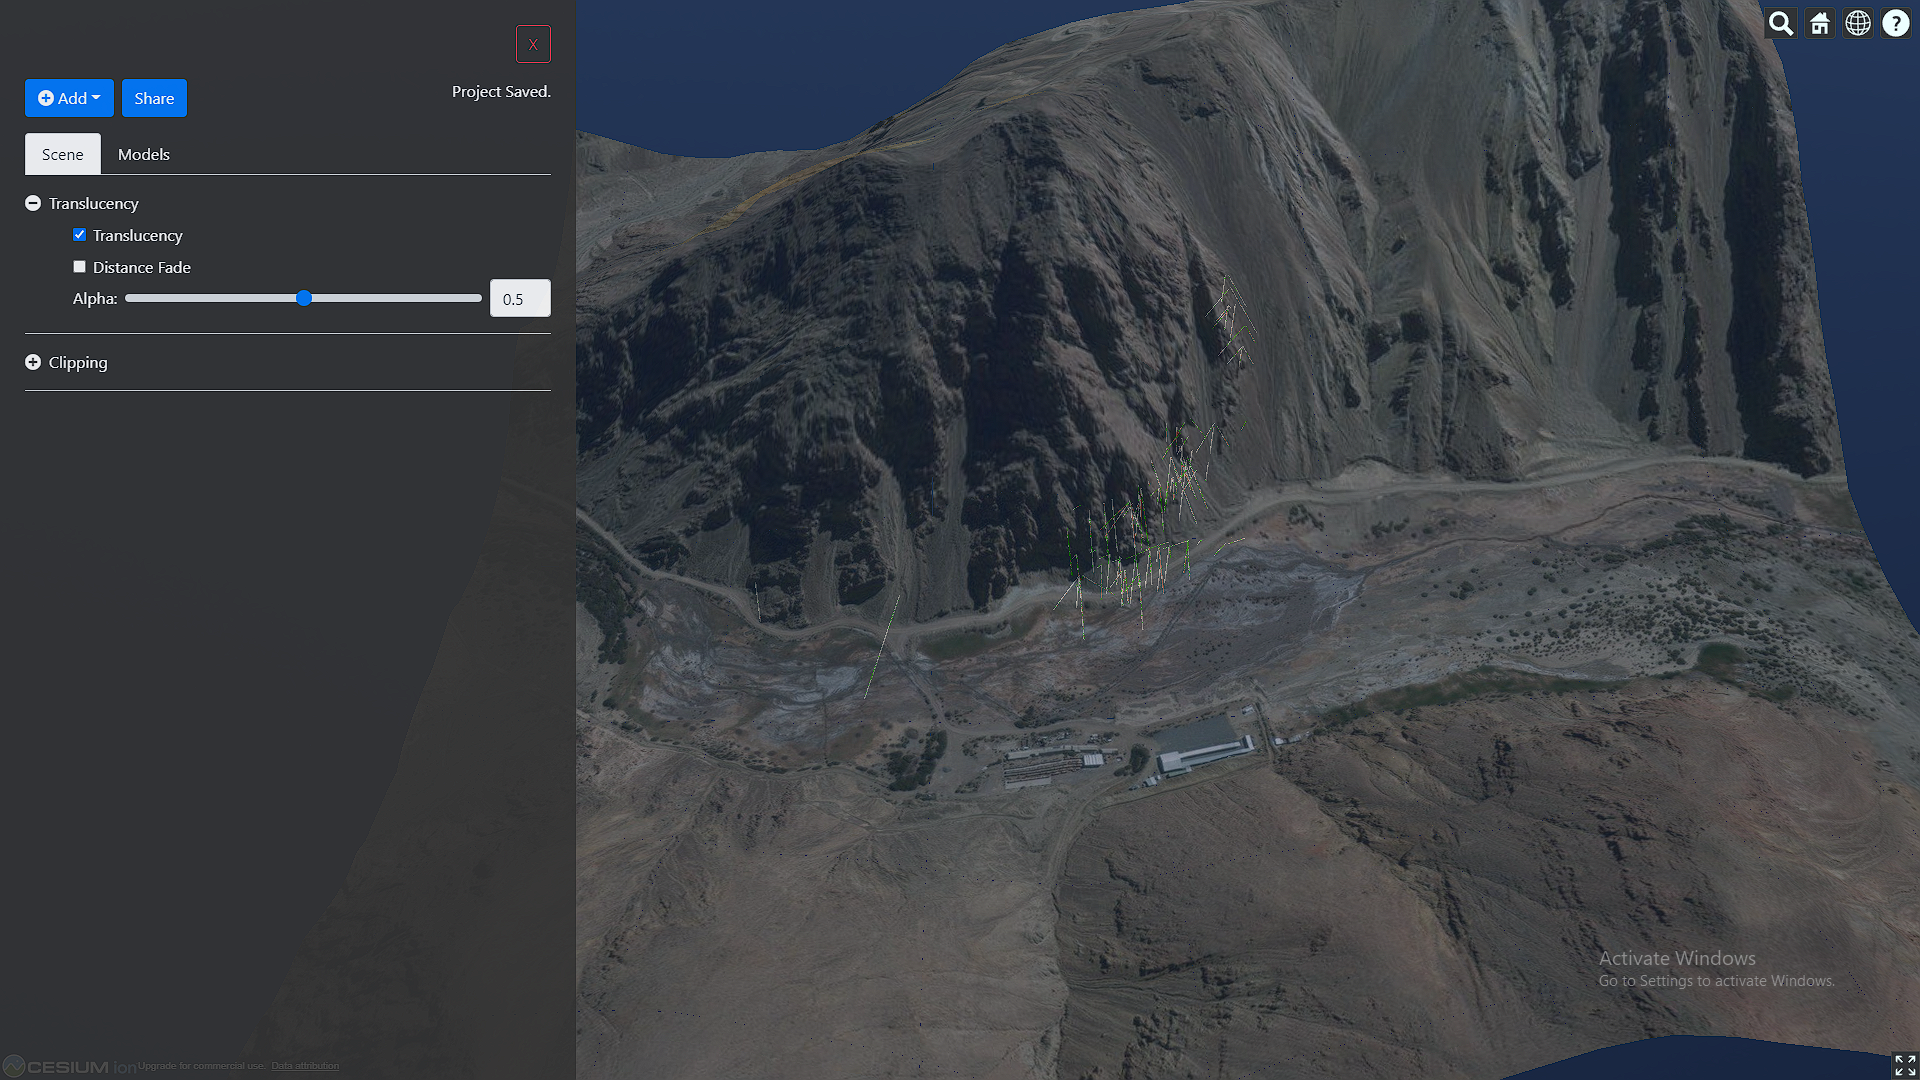 X
Add
Share
Project Saved.
Scene
Models
Translucency
Translucency
Distance Fade
Alpha:
0.5
Clipping
Activate Windows
Go to Settings to activate Windows.
CESIUM ion
Upgrade for commercial use.
Data attribution
?